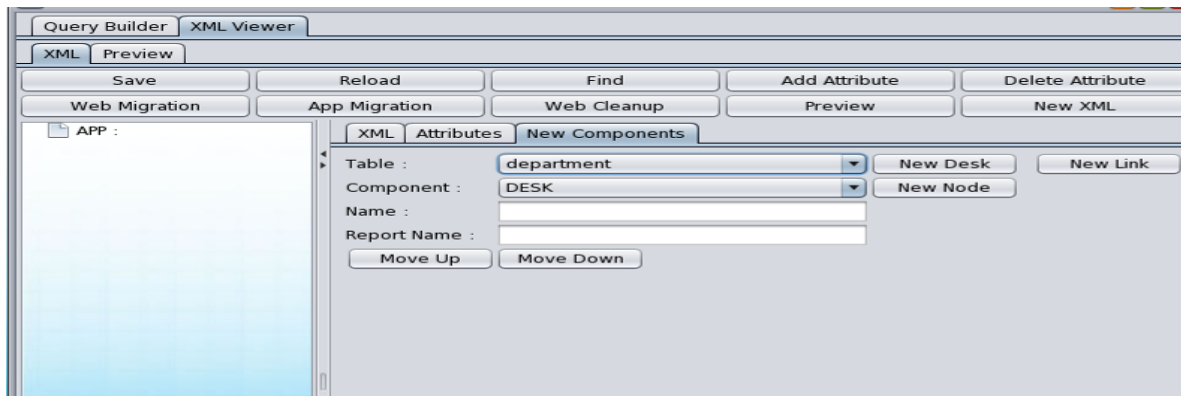 Query Builder XML Viewer
XML Preview
Save Reload Find Add Attribute Delete Attribute
Web Migration App Migration Web Cleanup Preview New XML
APP :
XML Attributes New Components
Table : department New Desk New Link
Component : DESK New Node
Name :
Report Name :
Move Up Move Down